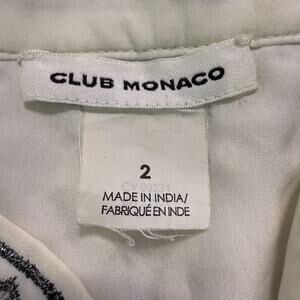 CLUB MONACO
2
MADE IN INDIA/
FABRIQUÉ EN INDE